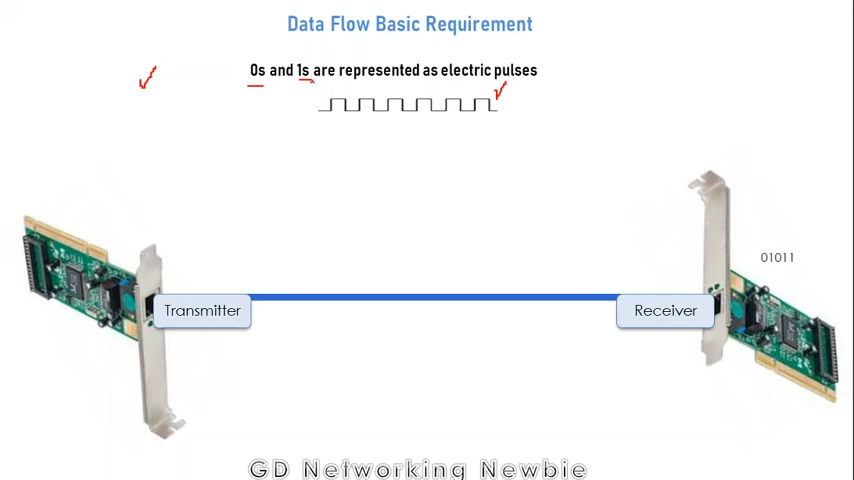 Data Flow Basic Requirement
0s and 1s are represented as electric pulses
01011
Transmitter
Receiver
GD Networking Newbie